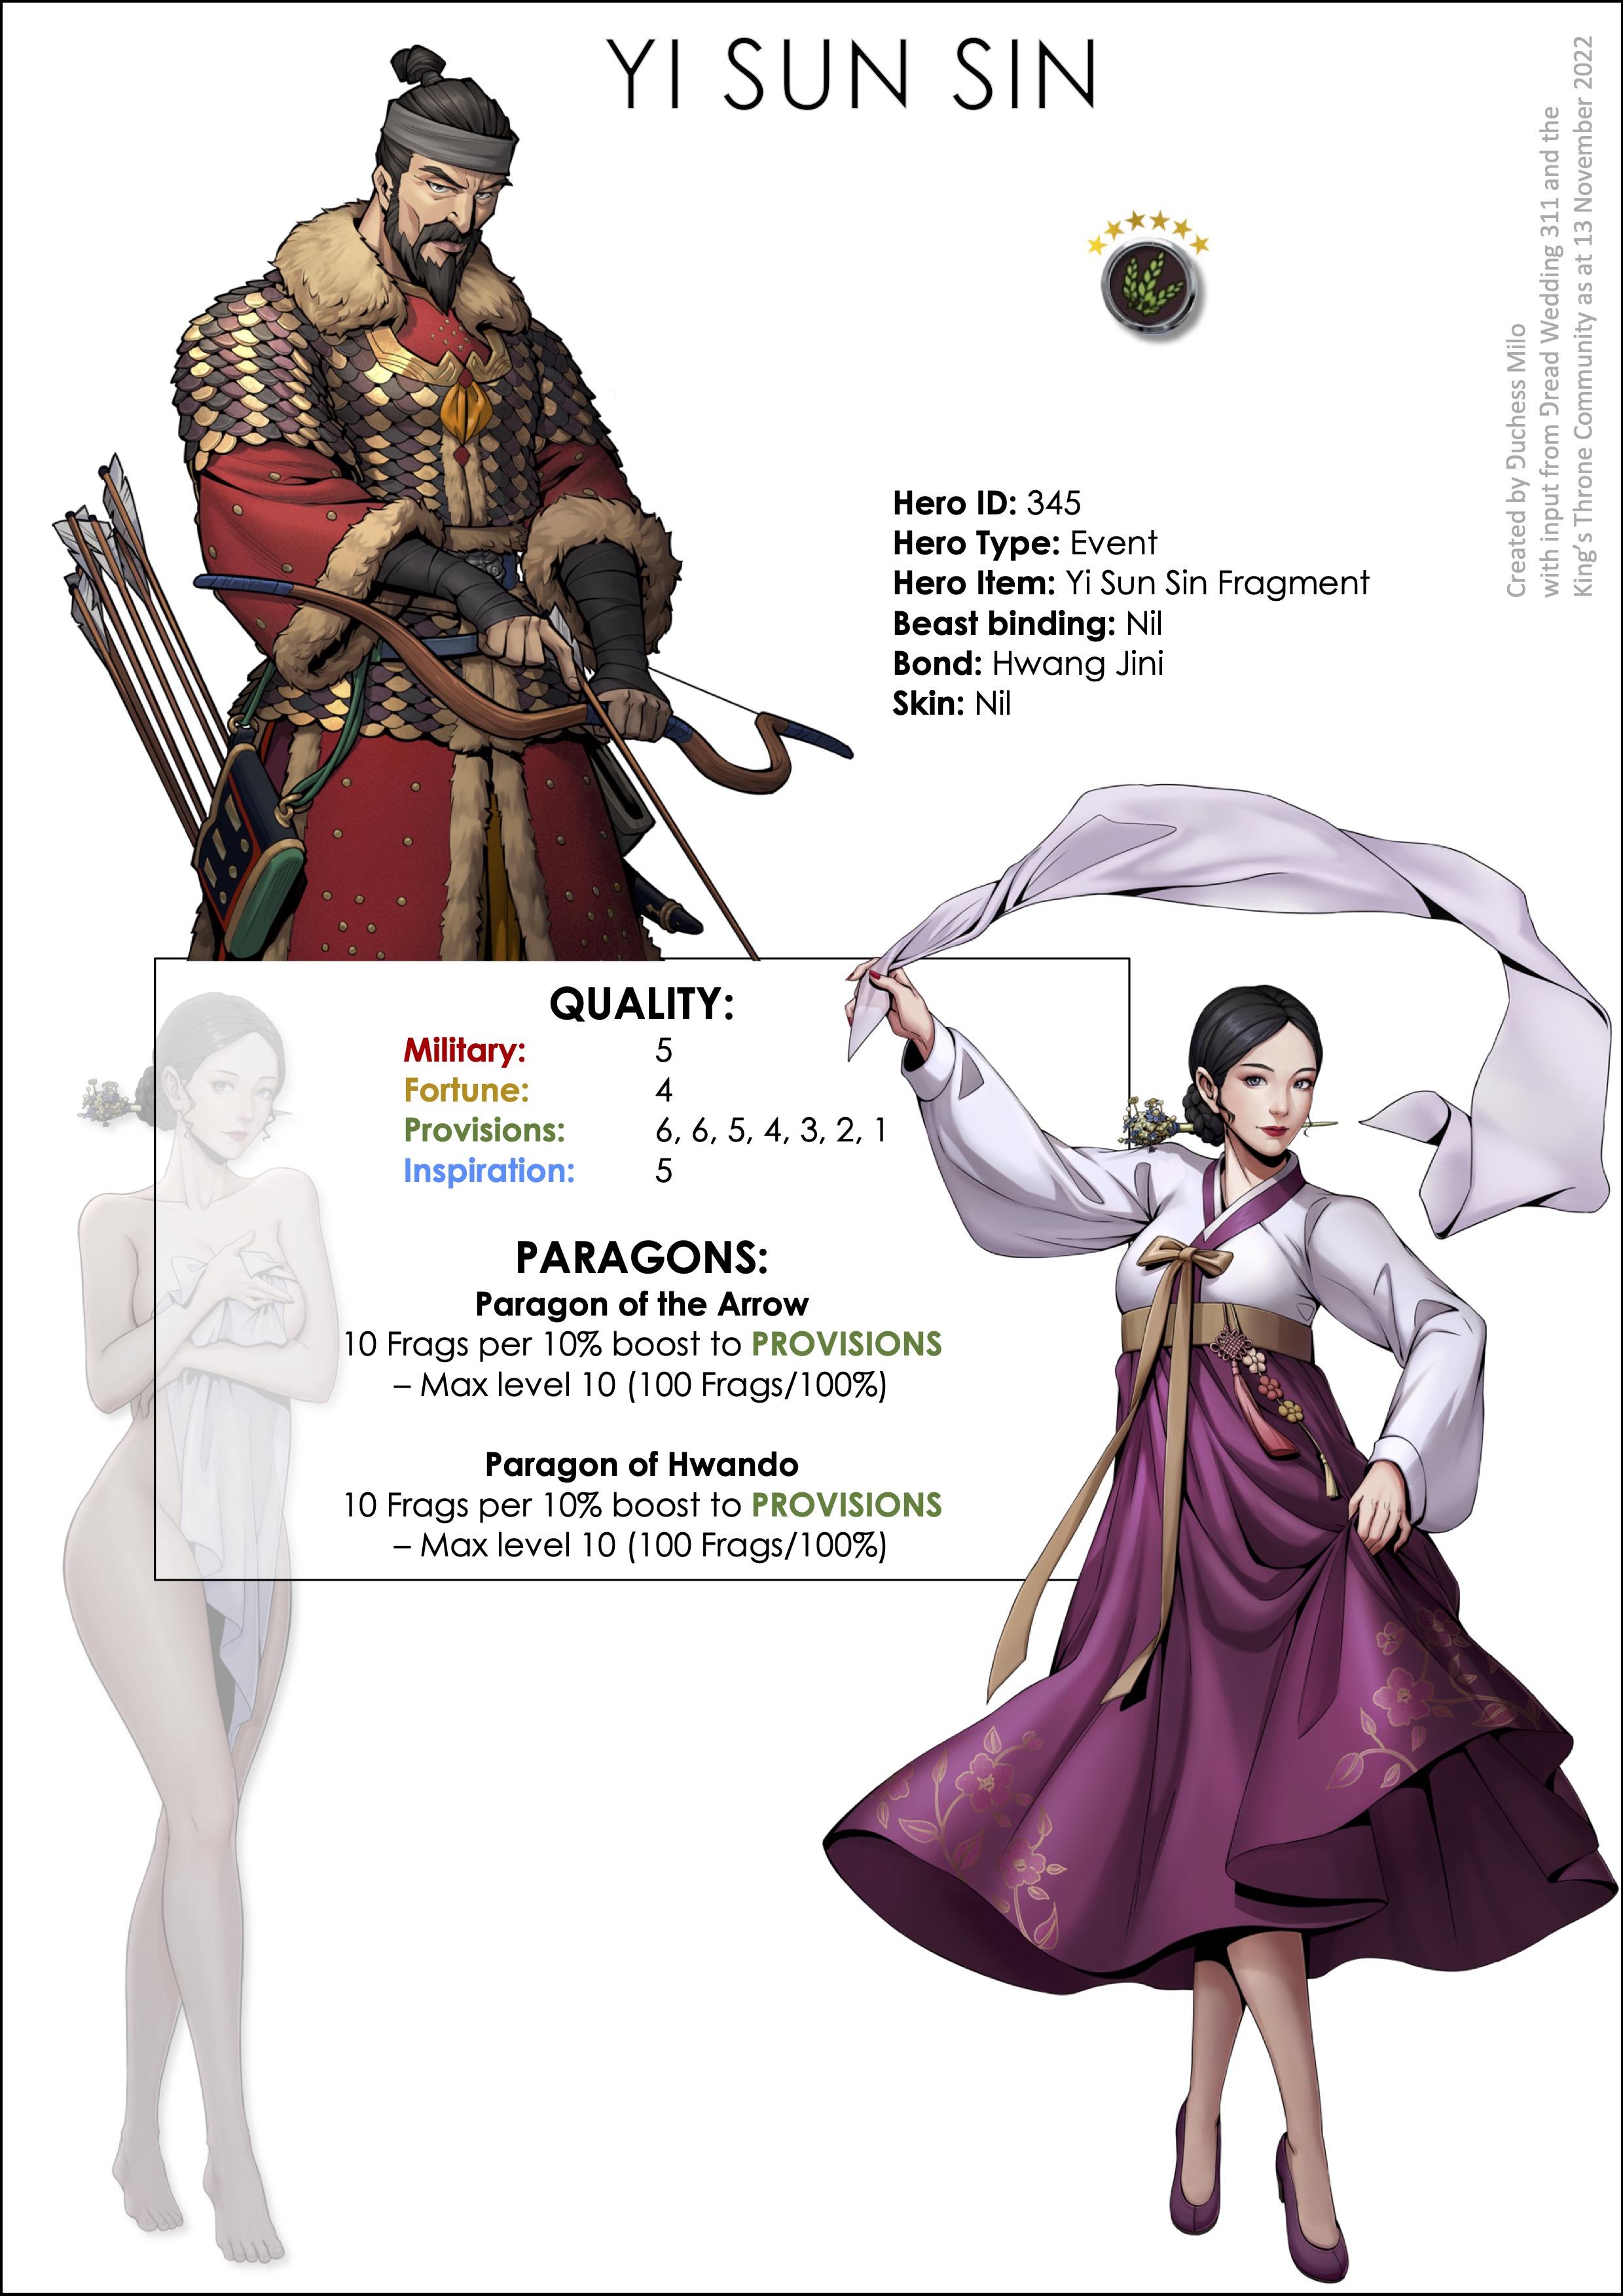 YI SUN SIN
Created by Duchess Milo
with input from Dread Wedding 311 and the
King's Throne Community as at 13 November 2022
Hero ID: 345
Hero Type: Event
Hero Item: Yi Sun Sin Fragment
Beast binding: Nil
Bond: Hwang Jini
Skin: Nil
QUALITY:
Military: 5
Fortune: 4
Provisions: 6, 6, 5, 4, 3, 2, 1
Inspiration: 5
PARAGONS:
Paragon of the Arrow
10 Frags per 10% boost to PROVISIONS
– Max level 10 (100 Frags/100%)
Paragon of Hwando
10 Frags per 10% boost to PROVISIONS
– Max level 10 (100 Frags/100%)